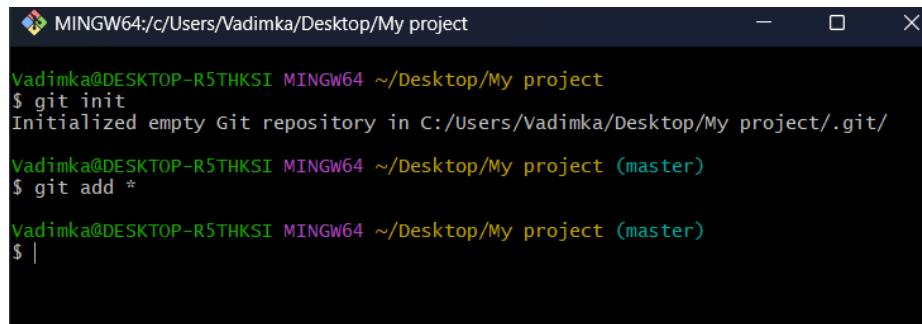 MINGW64:/c/Users/Vadimka/Desktop/My project
Vadimka@DESKTOP-R5THKSI MINGW64 ~/Desktop/My project
$ git init
Initialized empty Git repository in C:/Users/Vadimka/Desktop/My project/.git/
Vadimka@DESKTOP-R5THKSI MINGW64 ~/Desktop/My project (master)
$ git add *
Vadimka@DESKTOP-R5THKSI MINGW64 ~/Desktop/My project (master)
$